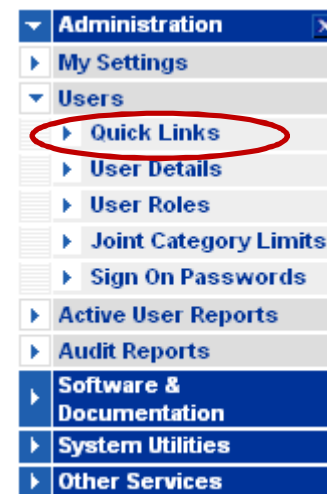 Administration
My Settings
Users
Quick Links
User Details
User Roles
Joint Category Limits
Sign On Passwords
Active User Reports
Audit Reports
Software &
Documentation
System Utilities
Other Services